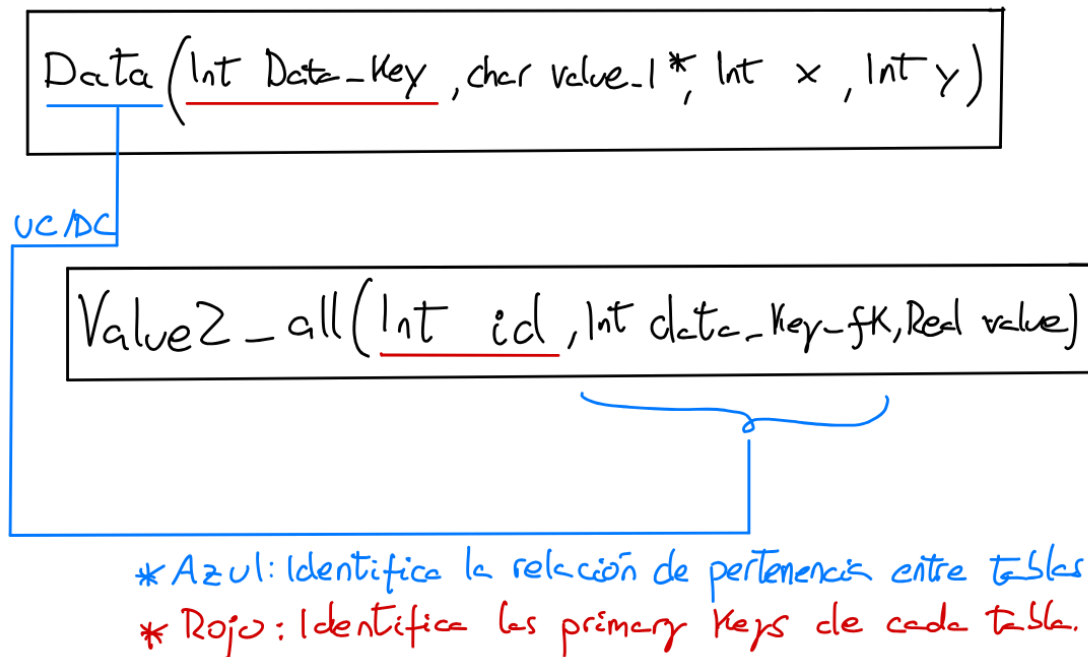 Data (Int Data_Key, char value_1*, Int x, Int y)
UC/DC
Value2_all (Int id, Int data_Key_fK, Real value)
* Azul: Identifica la relación de pertenencia entre tablas
* Rojo: Identifica las primary Keys de cada tabla.